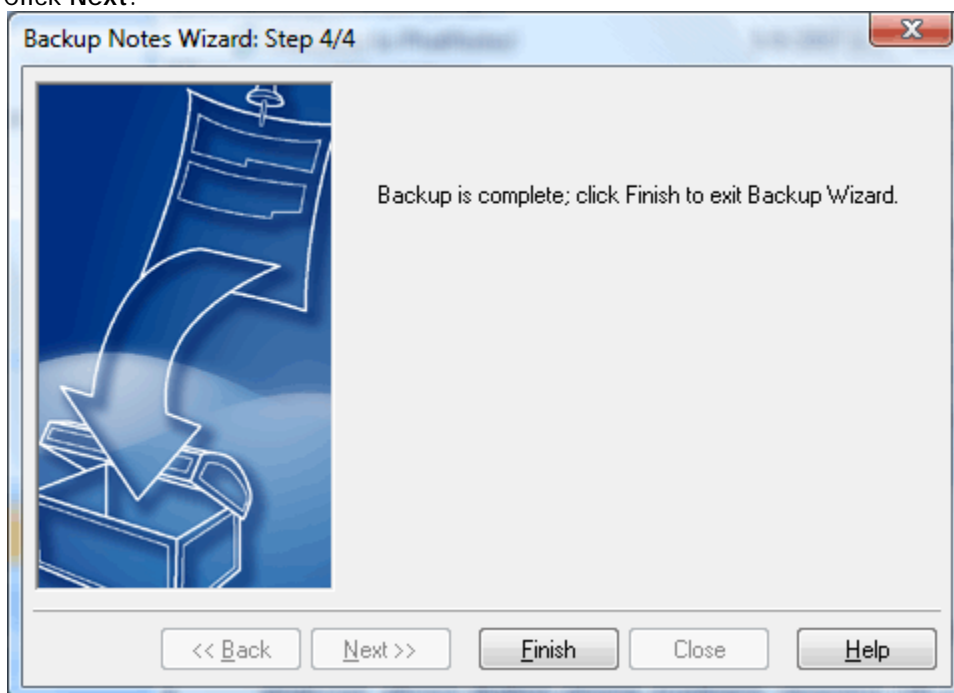 Click Next.
Backup Notes Wizard: Step 4/4
Backup is complete; click Finish to exit Backup Wizard.
<< Back Next >> Finish Close Help